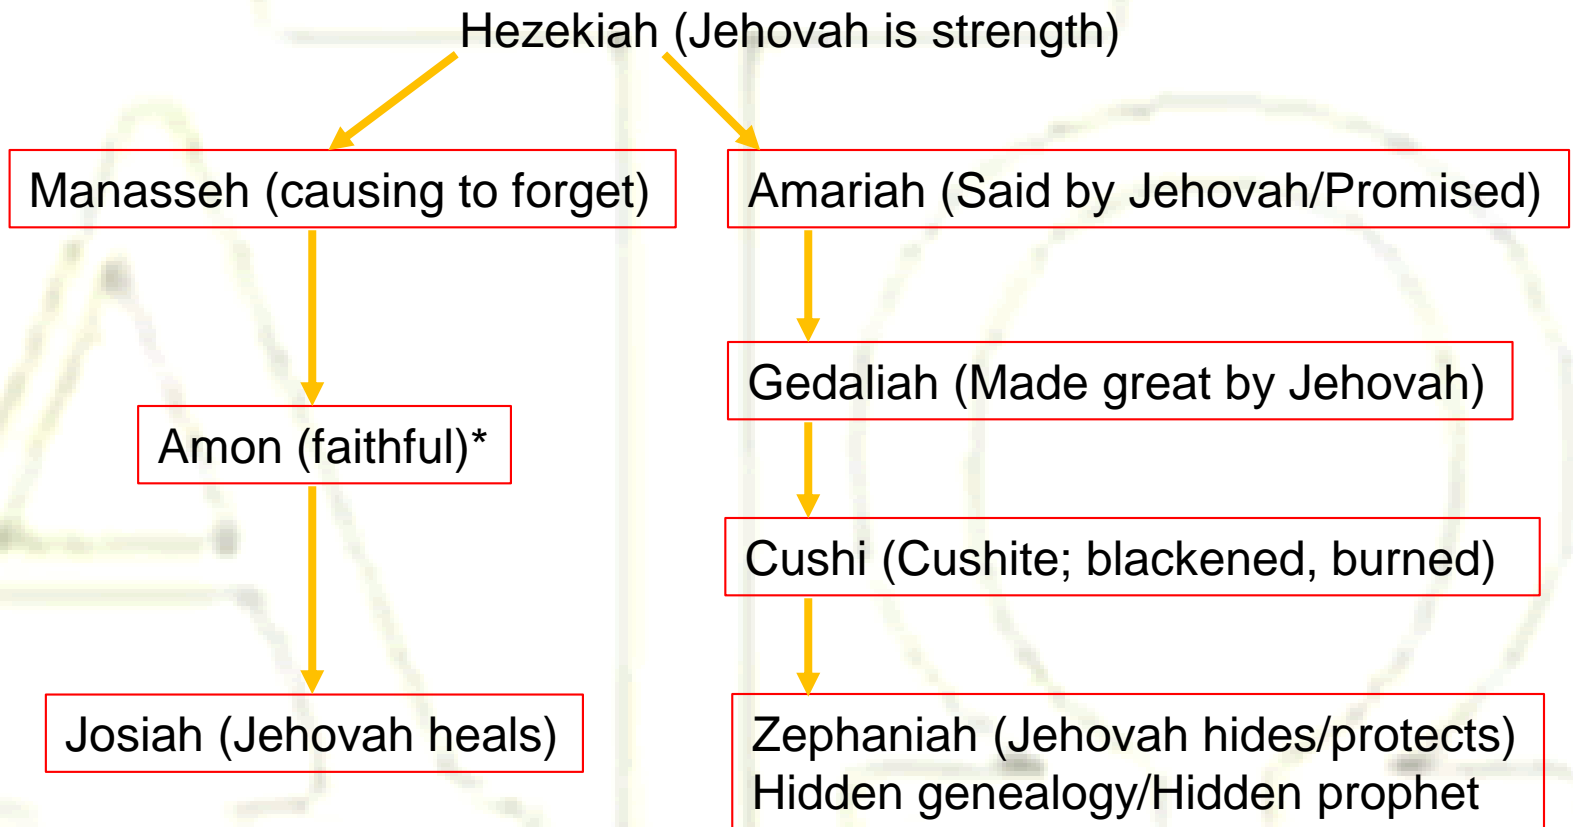 Hezekiah (Jehovah is strength)
Manasseh (causing to forget)
Amariah (Said by Jehovah/Promised)
Gedaliah (Made great by Jehovah)
Amon (faithful)*
Cushi (Cushite; blackened, burned)
Josiah (Jehovah heals)
Zephaniah (Jehovah hides/protects)
Hidden genealogy/Hidden prophet